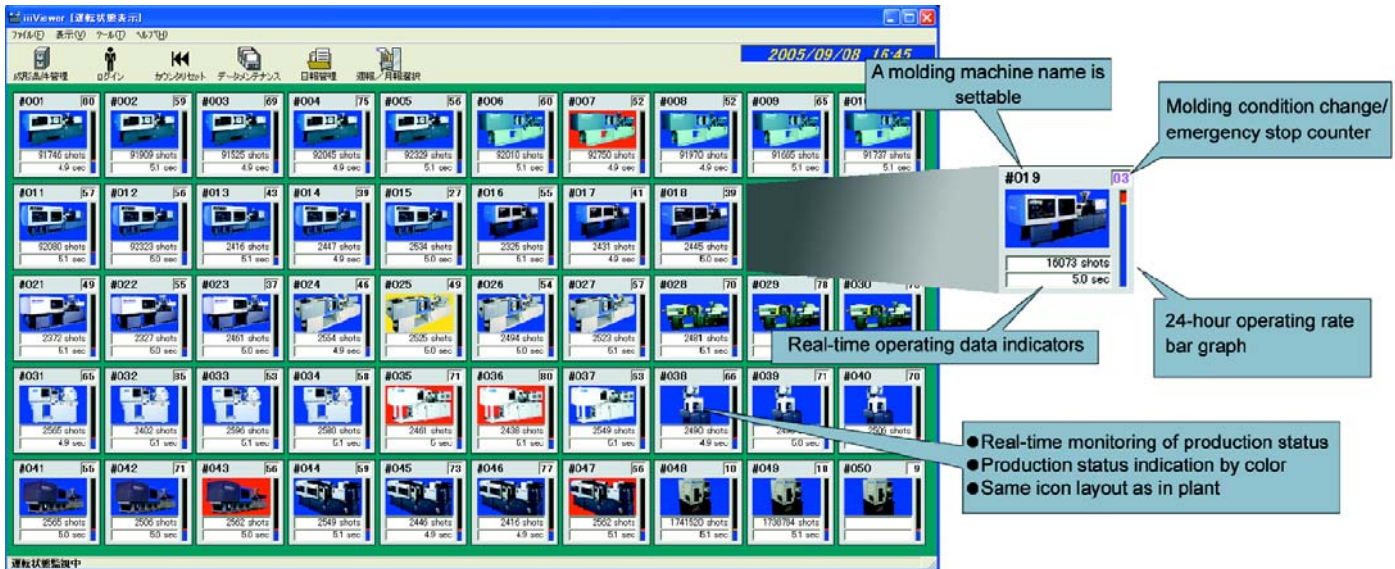 iiiViewer [運転状態表示]
ファイル(F) 表示(V) ツール(T) ヘルプ(H)
成形条件管理 ログイン カウンタリセット データメンテナンス 日報管理 週報/月報選択
2005/09/08 16:45
A molding machine name is
settable
Molding condition change/
emergency stop counter
#001 80 #002 59 #003 69 #004 75 #005 56 #006 60 #007 52 #008 52 #009 65
91746 shots 91909 shots 91525 shots 92045 shots 92329 shots 92010 shots 92750 shots 91970 shots 91665 shots 91737 shots
4.9 sec 5.1 sec 4.9 sec 4.9 sec 5.1 sec 5.1 sec 4.9 sec 4.9 sec 5.1 sec 5.1 sec
#019 03
16073 shots
5.0 sec
#011 57 #012 56 #013 43 #014 39 #015 27 #016 55 #017 41 #018 39
92080 shots 92323 shots 2416 shots 2447 shots 2534 shots 2325 shots 2431 shots 2445 shots
5.1 sec 5.0 sec 5.1 sec 4.9 sec 5.0 sec 5.1 sec 4.9 sec 5.0 sec
#021 49 #022 55 #023 37 #024 46 #025 49 #026 54 #027 57 #028 70 #029 78 #030
2372 shots 2327 shots 2461 shots 2554 shots 2525 shots 2494 shots 2523 shots 2481 shots
5.1 sec 5.0 sec 5.0 sec 4.9 sec 5.0 sec 5.0 sec 5.1 sec
Real-time operating data indicators
24-hour operating rate
bar graph
#031 65 #032 85 #033 53 #034 58 #035 71 #036 80 #037 53 #038 66 #039 71 #040 70
2565 shots 2402 shots 2596 shots 2580 shots 2461 shots 2438 shots 2549 shots 2490 shots 2506 shots
4.9 sec 5.1 sec 5.1 sec 5.1 sec 5 sec 5.1 sec 5.1 sec 4.9 sec 5.0 sec
●Real-time monitoring of production status
●Production status indication by color
●Same icon layout as in plant
#041 55 #042 71 #043 56 #044 59 #045 73 #046 77 #047 66 #048 10 #049 18 #050 9
2565 shots 2506 shots 2562 shots 2549 shots 2446 shots 2416 shots 2562 shots 1741520 shots 1738784 shots
5.0 sec 5.0 sec 5.0 sec 5.1 sec 4.9 sec 4.9 sec 5.1 sec 5.1 sec 5.1 sec
運転状態監視中